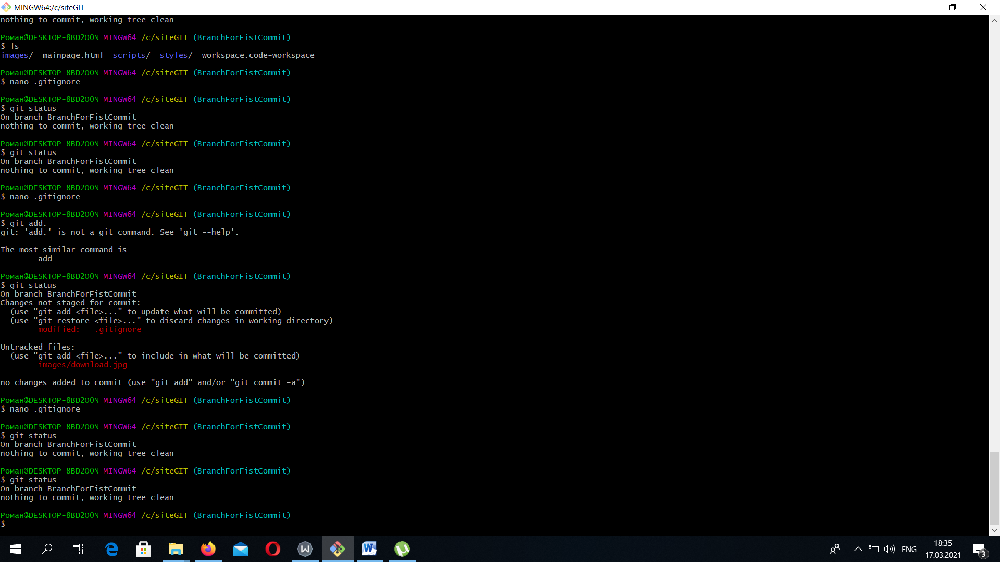 MINGW64:/c/siteGIT
nothing to commit, working tree clean
Роман@DESKTOP-8BD2O0N MINGW64 /c/siteGIT (BranchForFistCommit)
$ ls
images/  mainpage.html  scripts/  styles/  workspace.code-workspace
Роман@DESKTOP-8BD2O0N MINGW64 /c/siteGIT (BranchForFistCommit)
$ nano .gitignore
Роман@DESKTOP-8BD2O0N MINGW64 /c/siteGIT (BranchForFistCommit)
$ git status
On branch BranchForFistCommit
nothing to commit, working tree clean
Роман@DESKTOP-8BD2O0N MINGW64 /c/siteGIT (BranchForFistCommit)
$ git status
On branch BranchForFistCommit
nothing to commit, working tree clean
Роман@DESKTOP-8BD2O0N MINGW64 /c/siteGIT (BranchForFistCommit)
$ nano .gitignore
Роман@DESKTOP-8BD2O0N MINGW64 /c/siteGIT (BranchForFistCommit)
$ git add.
git: 'add.' is not a git command. See 'git --help'.
The most similar command is
add
Роман@DESKTOP-8BD2O0N MINGW64 /c/siteGIT (BranchForFistCommit)
$ git status
On branch BranchForFistCommit
Changes not staged for commit:
(use "git add <file>..." to update what will be committed)
(use "git restore <file>..." to discard changes in working directory)
modified:   .gitignore
Untracked files:
(use "git add <file>..." to include in what will be committed)
images/download.jpg
no changes added to commit (use "git add" and/or "git commit -a")
Роман@DESKTOP-8BD2O0N MINGW64 /c/siteGIT (BranchForFistCommit)
$ nano .gitignore
Роман@DESKTOP-8BD2O0N MINGW64 /c/siteGIT (BranchForFistCommit)
$ git status
On branch BranchForFistCommit
nothing to commit, working tree clean
Роман@DESKTOP-8BD2O0N MINGW64 /c/siteGIT (BranchForFistCommit)
$ git status
On branch BranchForFistCommit
nothing to commit, working tree clean
Роман@DESKTOP-8BD2O0N MINGW64 /c/siteGIT (BranchForFistCommit)
$
ENG
18:35
17.03.2021
3